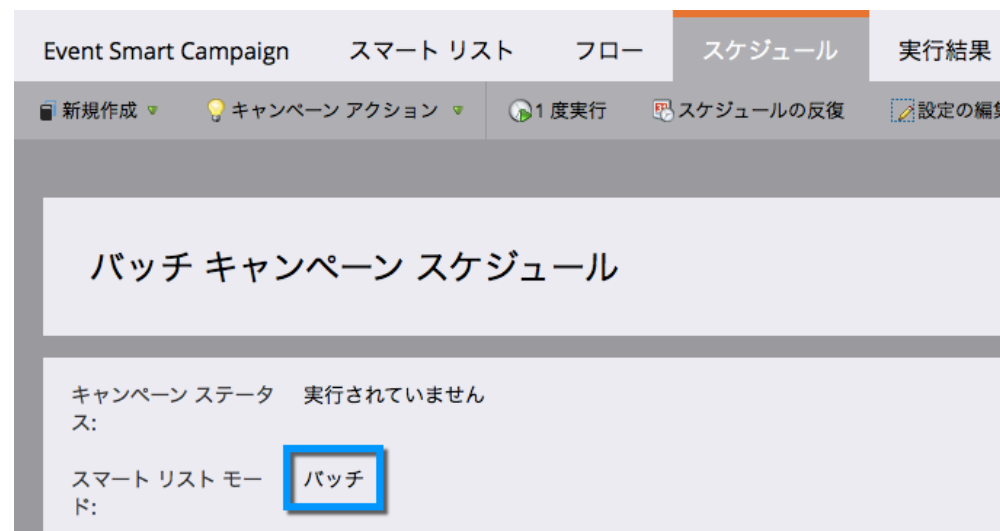 Event Smart Campaign スマート リスト フロー スケジュール 実行結果
新規作成 キャンペーン アクション 1 度実行 スケジュールの反復 設定の編集
バッチ キャンペーン スケジュール
キャンペーン ステータ 実行されていません
ス:
スマート リスト モー バッチ
ド: